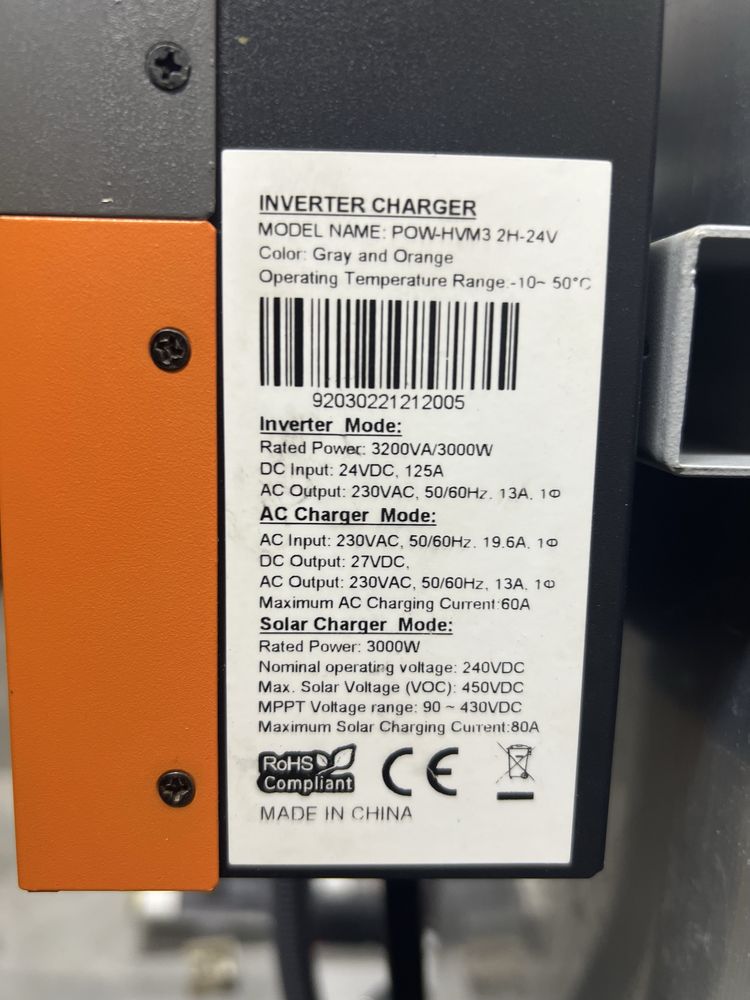 INVERTER CHARGER
MODEL NAME: POW-HVM3 2H-24V
Color: Gray and Orange
Operating Temperature Range:-10~ 50°C
92030221212005
Inverter Mode:
Rated Power: 3200VA/3000W
DC Input: 24VDC, 125A
AC Output: 230VAC, 50/60Hz, 13A, 1Φ
AC Charger Mode:
AC Input: 230VAC, 50/60Hz, 19.6A, 1Φ
DC Output: 27VDC,
AC Output: 230VAC, 50/60Hz, 13A, 1Φ
Maximum AC Charging Current:60A
Solar Charger Mode:
Rated Power: 3000W
Nominal operating voltage: 240VDC
Max. Solar Voltage (VOC): 450VDC
MPPT Voltage range: 90 ~ 430VDC
Maximum Solar Charging Current:80A
RoHS
Compliant
CE
MADE IN CHINA